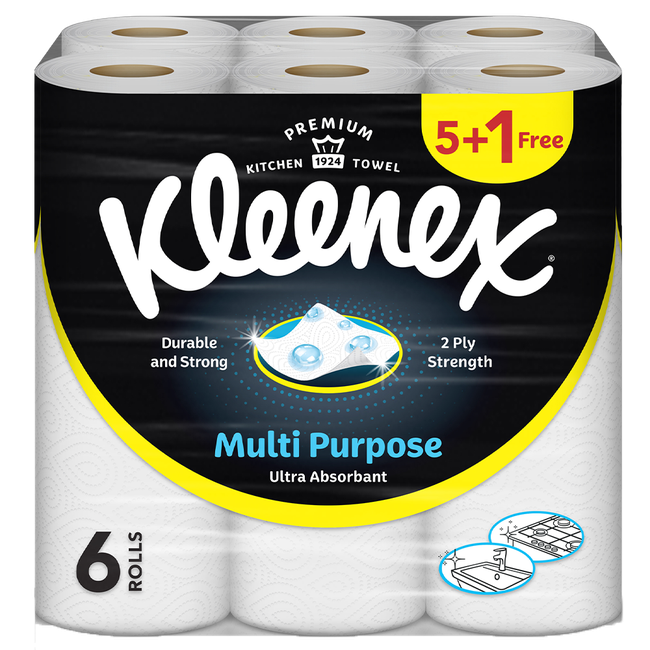 5+1 Free
PREMIUM
KITCHEN 1924 TOWEL
Kleenex®
Durable
and Strong
2 Ply
Strength
Multi Purpose
Ultra Absorbant
6 ROLLS